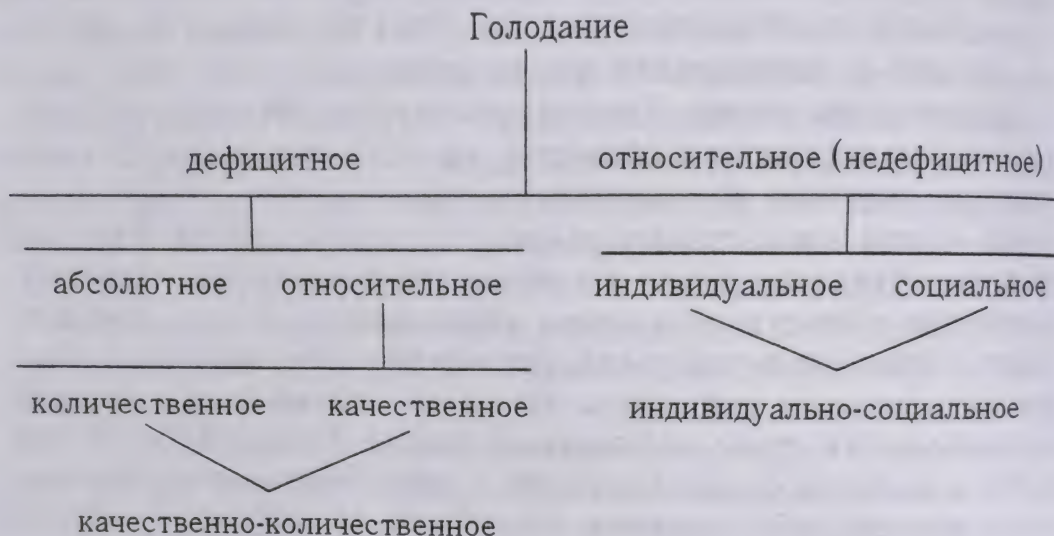 Голодание
дефицитное относительное (недефицитное)
абсолютное относительное индивидуальное социальное
количественное качественное индивидуально-социальное
качественно-количественное